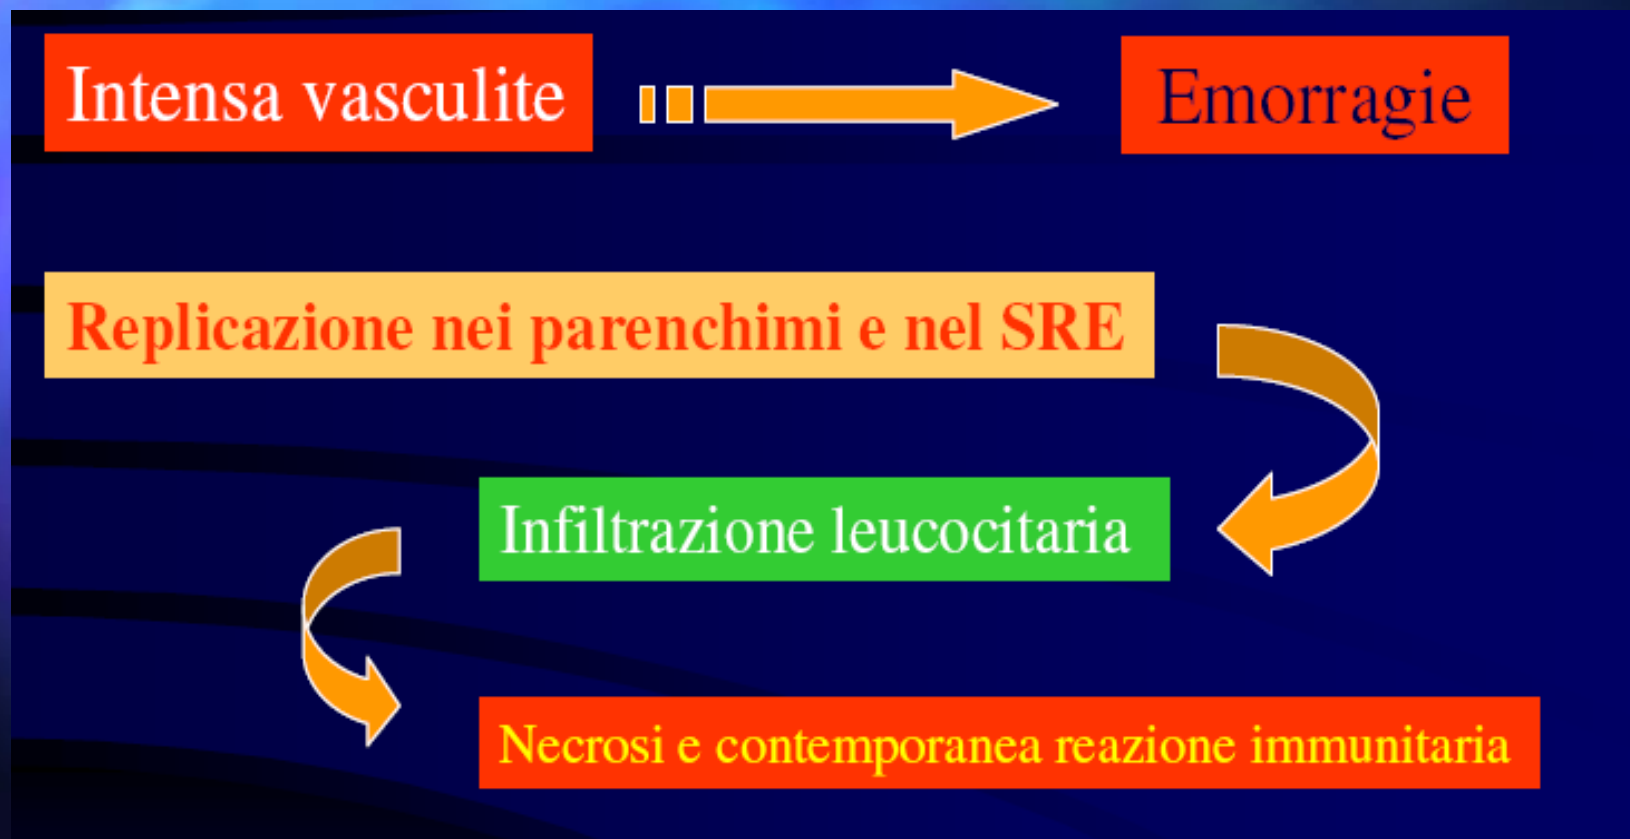 Intensa vasculite
Emorragie
Replicazione nei parenchimi e nel SRE
Infiltrazione leucocitaria
Necrosi e contemporanea reazione immunitaria